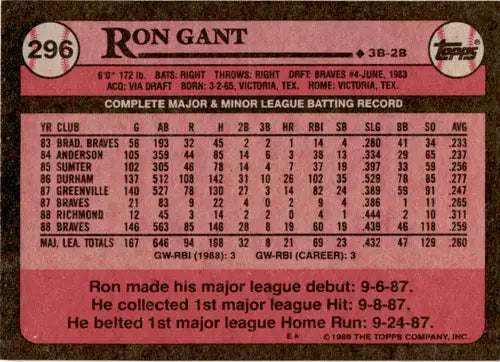 296
RON GANT
3B-2B
topps
6'0" 172 lb. BATS: RIGHT THROWS: RIGHT DRFT: BRAVES #4-JUNE, 1983
ACQ: VIA DRAFT BORN: 3-2-65, VICTORIA, TEX. HOME: VICTORIA, TEX.
COMPLETE MAJOR & MINOR LEAGUE BATTING RECORD
YR CLUB G AB R H 2B 3B HR RBI SB SLG BB SO AVG
83 BRAD. BRAVES 56 193 32 45 2 2 1 14 4 .280 41 34 .233
84 ANDERSON 105 359 44 85 14 6 3 38 13 .334 29 65 .237
85 SUMTER 102 305 46 78 14 4 7 37 19 .397 33 59 .256
86 DURHAM 137 512 108 142 31 10 26 102 35 .529 78 85 .277
87 GREENVILLE 140 527 78 130 27 3 14 82 24 .389 59 91 .247
87 BRAVES 21 83 9 22 4 0 2 9 4 .386 1 11 .265
88 RICHMOND 12 45 3 14 2 2 0 4 1 .444 2 10 .311
88 BRAVES 146 563 85 146 28 8 19 60 19 .439 46 118 .259
MAJ. LEA. TOTALS 167 646 94 168 32 8 21 69 23 .432 47 129 .260
GW-RBI (1988): 3 GW-RBI (CAREER): 3
Ron made his major league debut: 9-6-87.
He collected 1st major league Hit: 9-8-87.
He belted 1st major league Home Run: 9-24-87.
E* ©1989 THE TOPPS COMPANY, INC.